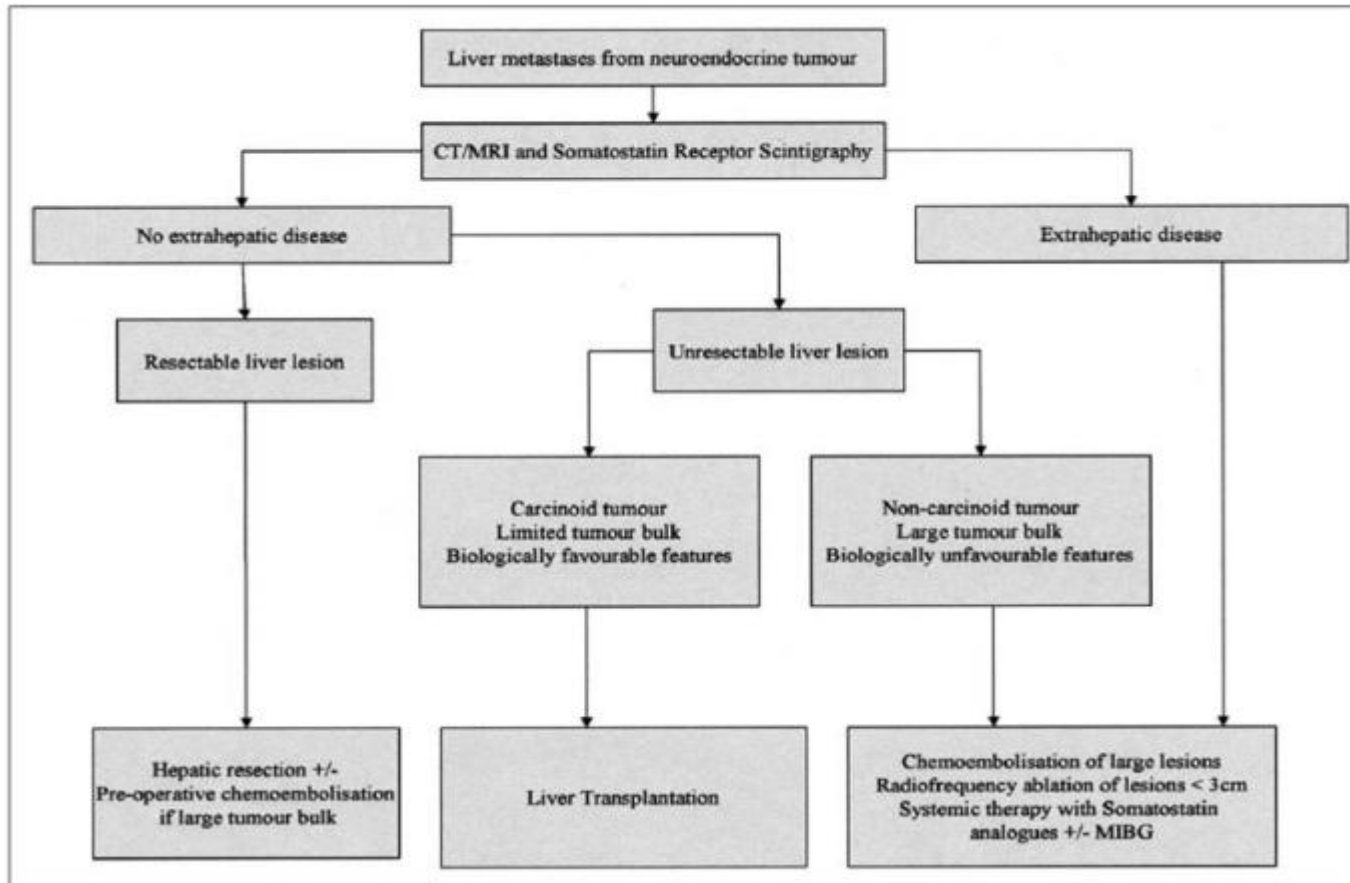 Liver metastases from neuroendocrine tumour
CT/MRI and Somatostatin Receptor Scintigraphy
No extrahepatic disease
Extrahepatic disease
Resectable liver lesion
Unresectable liver lesion
Carcinoid tumour
Limited tumour bulk
Biologically favourable features
Non-carcinoid tumour
Large tumour bulk
Biologically unfavourable features
Hepatic resection +/-
Pre-operative chemoembolisation
if large tumour bulk
Liver Transplantation
Chemoembolisation of large lesions
Radiofrequency ablation of lesions < 3cm
Systemic therapy with Somatostatin
analogues +/- MIBG